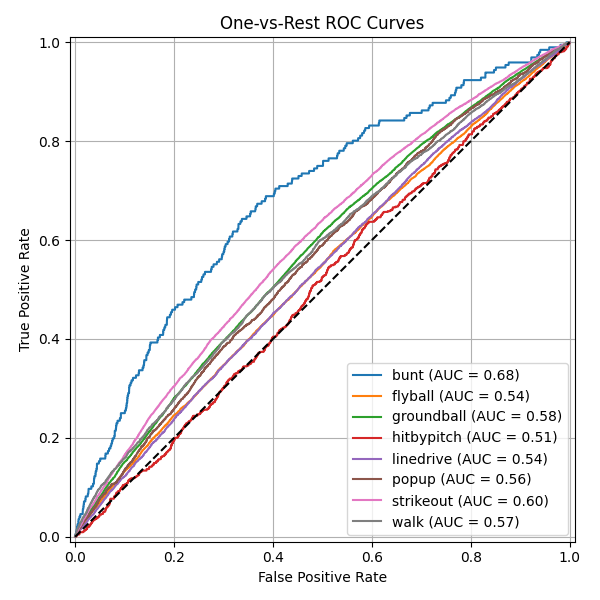 One-vs-Rest ROC Curves
True Positive Rate
1.0
0.8
0.6
0.4
0.2
0.0
bunt (AUC = 0.68)
flyball (AUC = 0.54)
groundball (AUC = 0.58)
hitbypitch (AUC = 0.51)
linedrive (AUC = 0.54)
popup (AUC = 0.56)
strikeout (AUC = 0.60)
walk (AUC = 0.57)
0.0 0.2 0.4 0.6 0.8 1.0
False Positive Rate